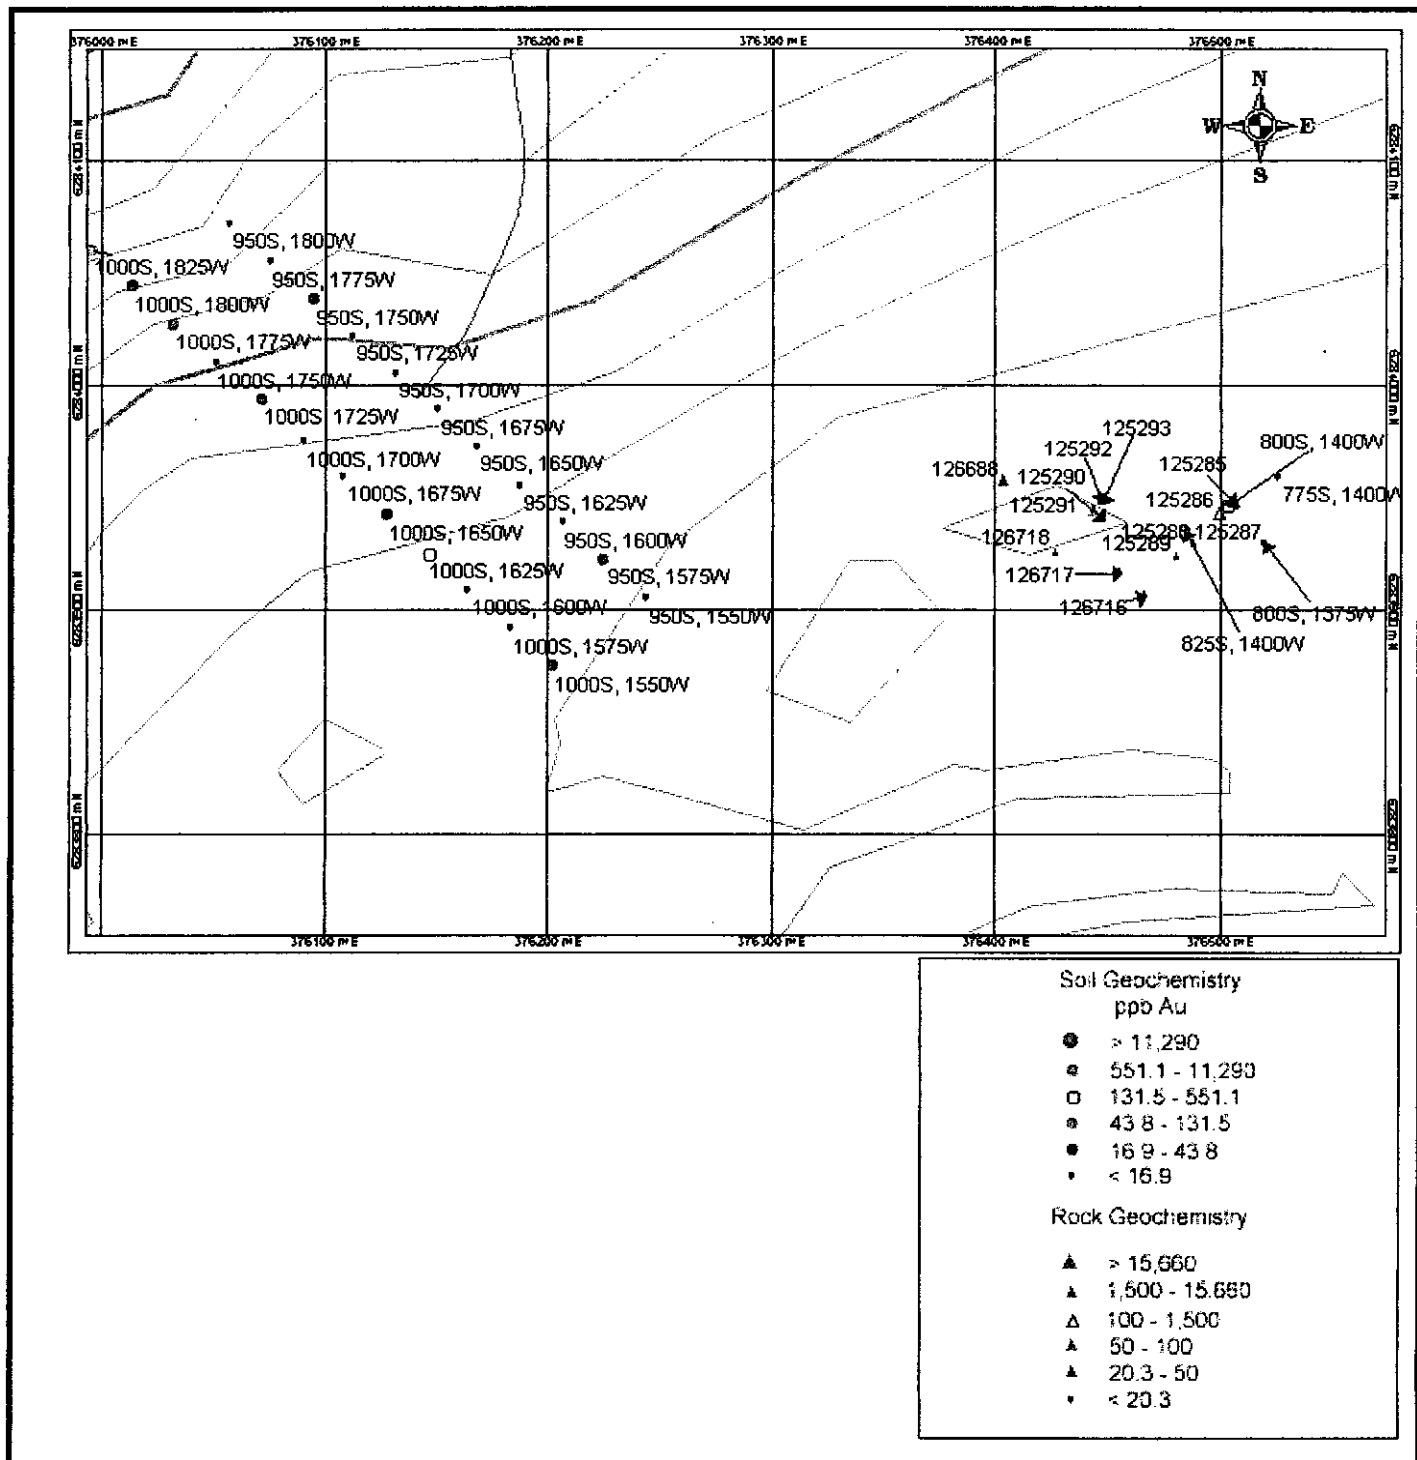 376000 m E
376100 m E
376200 m E
376300 m E
376400 m E
376500 m E
N
W E
S
950S, 1800W
1000S, 1825W
950S, 1775W
1000S, 1800W
950S, 1750W
1000S, 1775W
950S, 1725W
1000S, 1750W
950S, 1700W
1000S, 1725W
950S, 1675W
1000S, 1700W
950S, 1650W
1000S, 1675W
950S, 1625W
1000S, 1650W
950S, 1600W
1000S, 1625W
950S, 1575W
1000S, 1600W
950S, 1550W
1000S, 1575W
1000S, 1550W
125293
125292
800S, 1400W
126688
125290
125285
775S, 1400W
125291
125286
126718
125287
125289
126717
126716
800S, 1375W
825S, 1400W
376100 m E
376200 m E
376300 m E
376400 m E
376500 m E
Soil Geochemistry
ppb Au
> 11,290
551.1 - 11,290
131.5 - 551.1
43.8 - 131.5
16.9 - 43.8
< 16.9
Rock Geochemistry
> 15,660
1,500 - 15,660
100 - 1,500
50 - 100
20.3 - 50
< 20.3